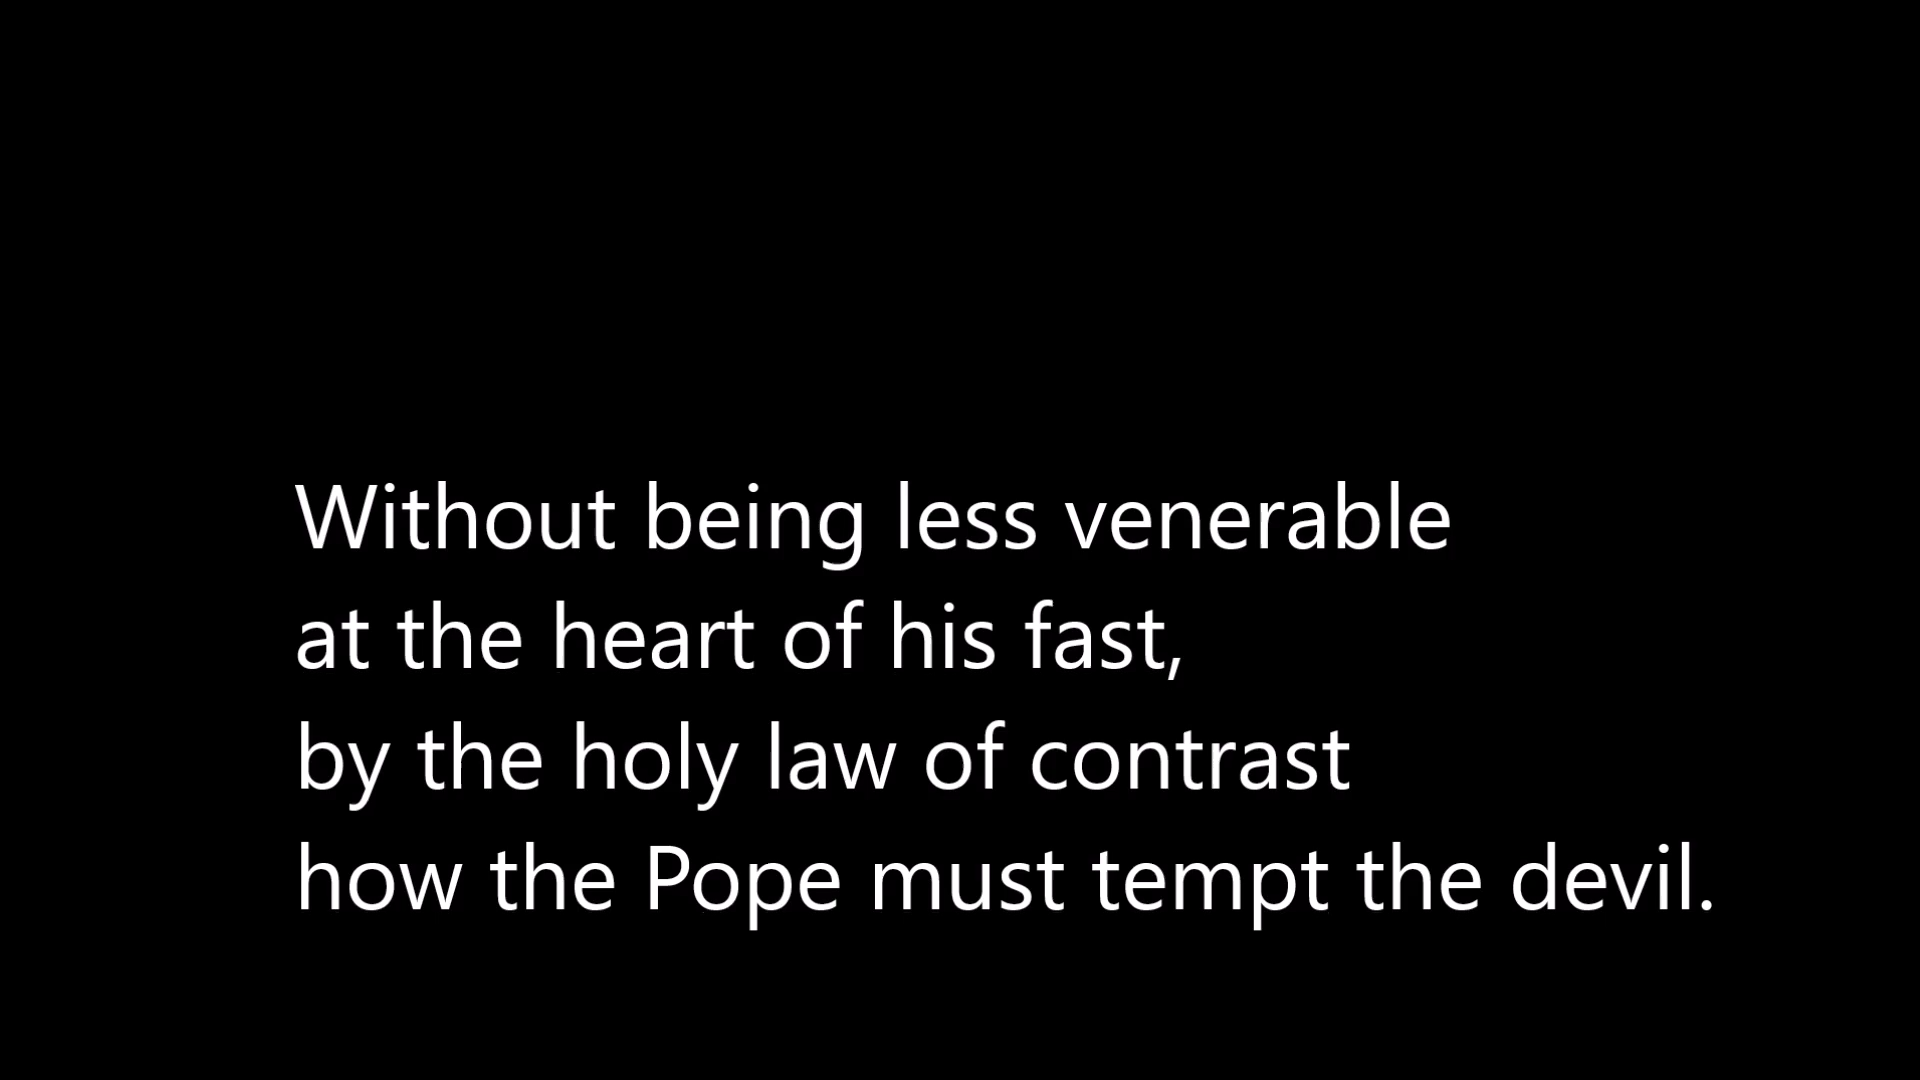 Without being less venerable
at the heart of his fast,
by the holy law of contrast
how the Pope must tempt the devil.